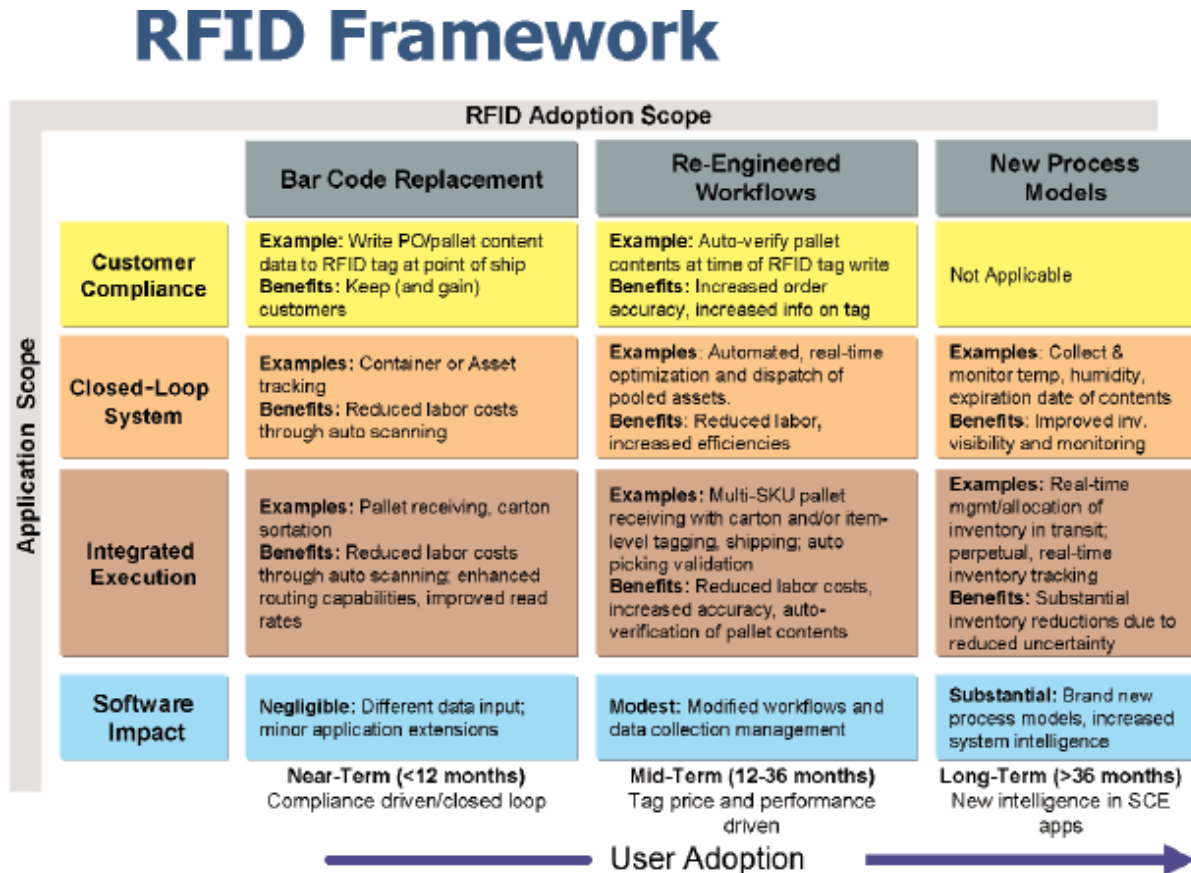 RFID Framework
RFID Adoption Scope
Application Scope
Bar Code Replacement
Re-Engineered
Workflows
New Process
Models
Customer
Compliance
Example: Write PO/pallet content
data to RFID tag at point of ship
Benefits: Keep (and gain)
customers
Example: Auto-verify pallet
contents at time of RFID tag write
Benefits: Increased order
accuracy, increased info on tag
Not Applicable
Closed-Loop
System
Examples: Container or Asset
tracking
Benefits: Reduced labor costs
through auto scanning
Examples: Automated, real-time
optimization and dispatch of
pooled assets.
Benefits: Reduced labor,
increased efficiencies
Examples: Collect &
monitor temp, humidity,
expiration date of contents
Benefits: Improved inv.
visibility and monitoring
Integrated
Execution
Examples: Pallet receiving, carton
sortation
Benefits: Reduced labor costs
through auto scanning; enhanced
routing capabilities, improved read
rates
Examples: Multi-SKU pallet
receiving with carton and/or item-
level tagging, shipping; auto
picking validation
Benefits: Reduced labor costs,
increased accuracy, auto-
verification of pallet contents
Examples: Real-time
mgmt/allocation of
inventory in transit;
perpetual, real-time
inventory tracking
Benefits: Substantial
inventory reductions due to
reduced uncertainty
Software
Impact
Negligible: Different data input;
minor application extensions
Modest: Modified workflows and
data collection management
Substantial: Brand new
process models, increased
system intelligence
Near-Term (<12 months)
Compliance driven/closed loop
Mid-Term (12-36 months)
Tag price and performance
driven
Long-Term (>36 months)
New intelligence in SCE
apps
User Adoption